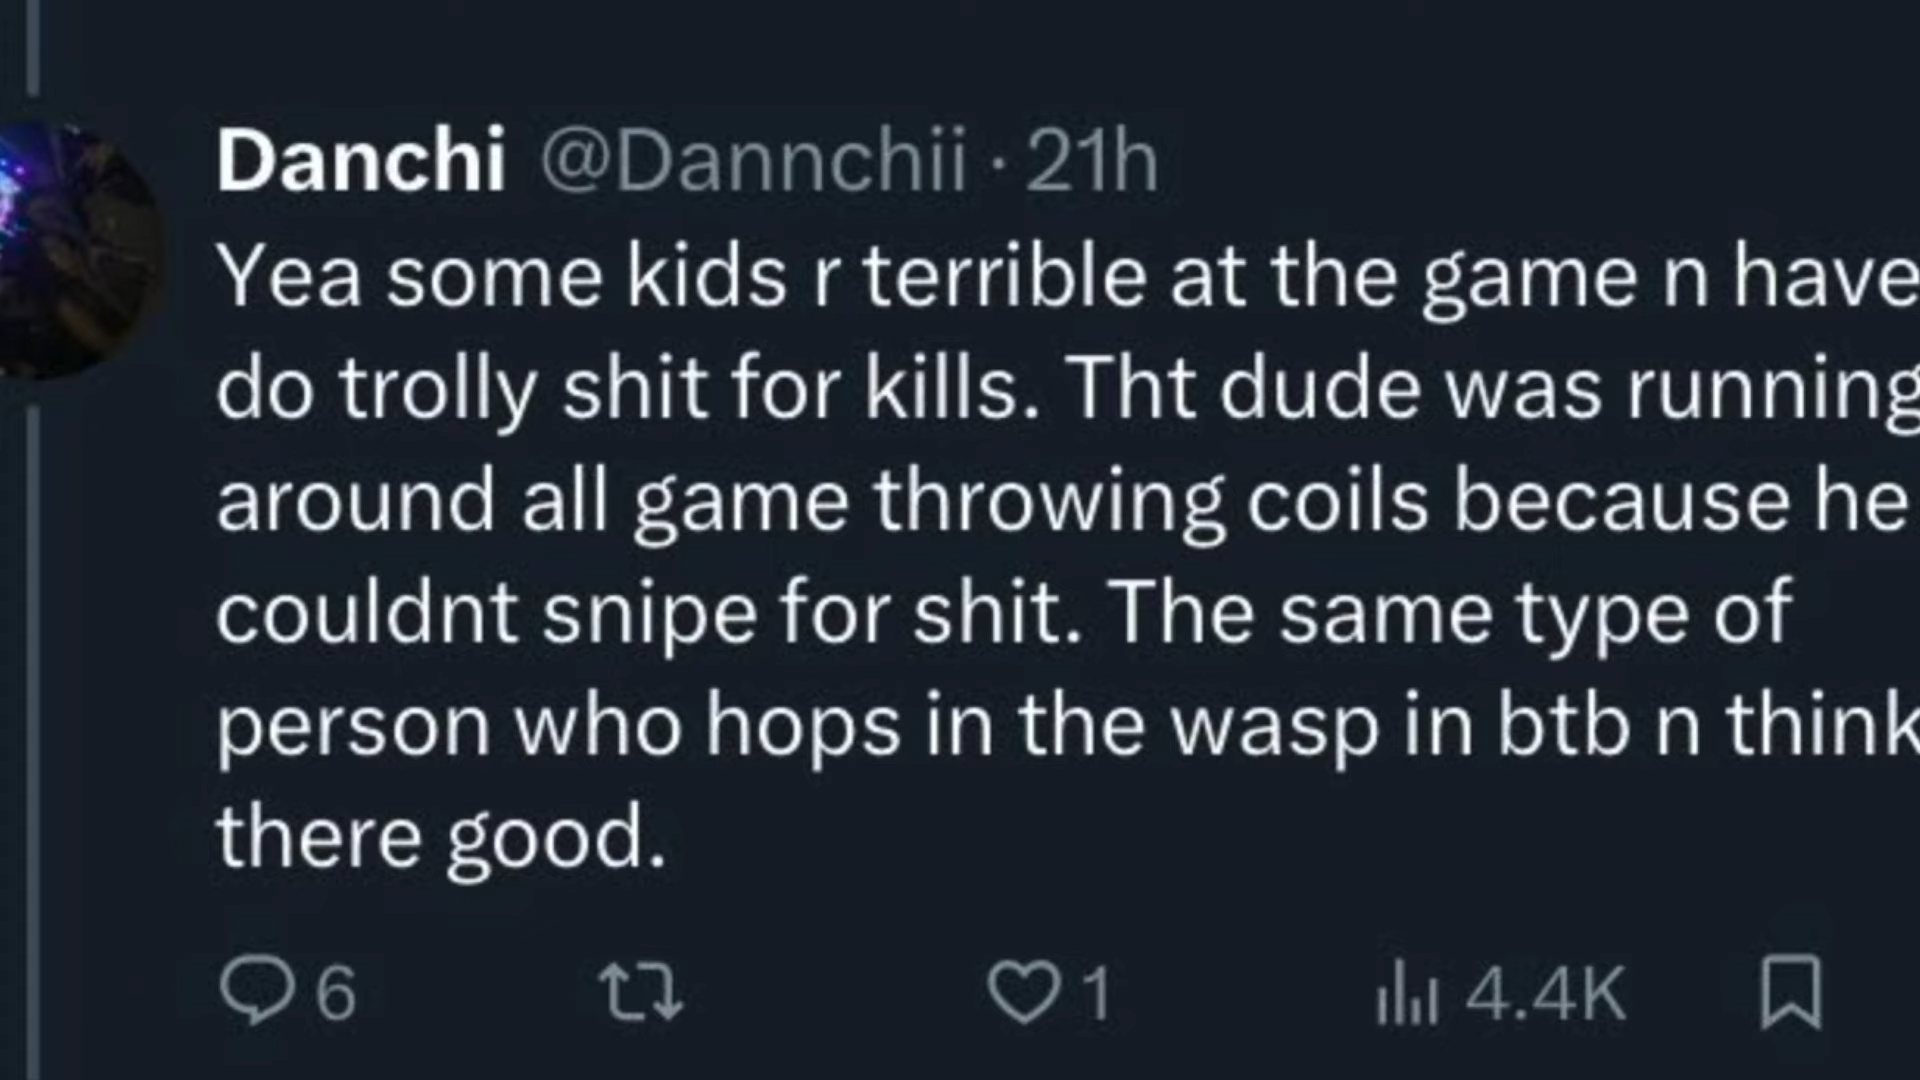 Danchi @Dannchii · 21h
Yea some kids r terrible at the game n have
do trolly shit for kills. Tht dude was running
around all game throwing coils because he
couldnt snipe for shit. The same type of
person who hops in the wasp in btb n think
there good.
6 1 4.4K